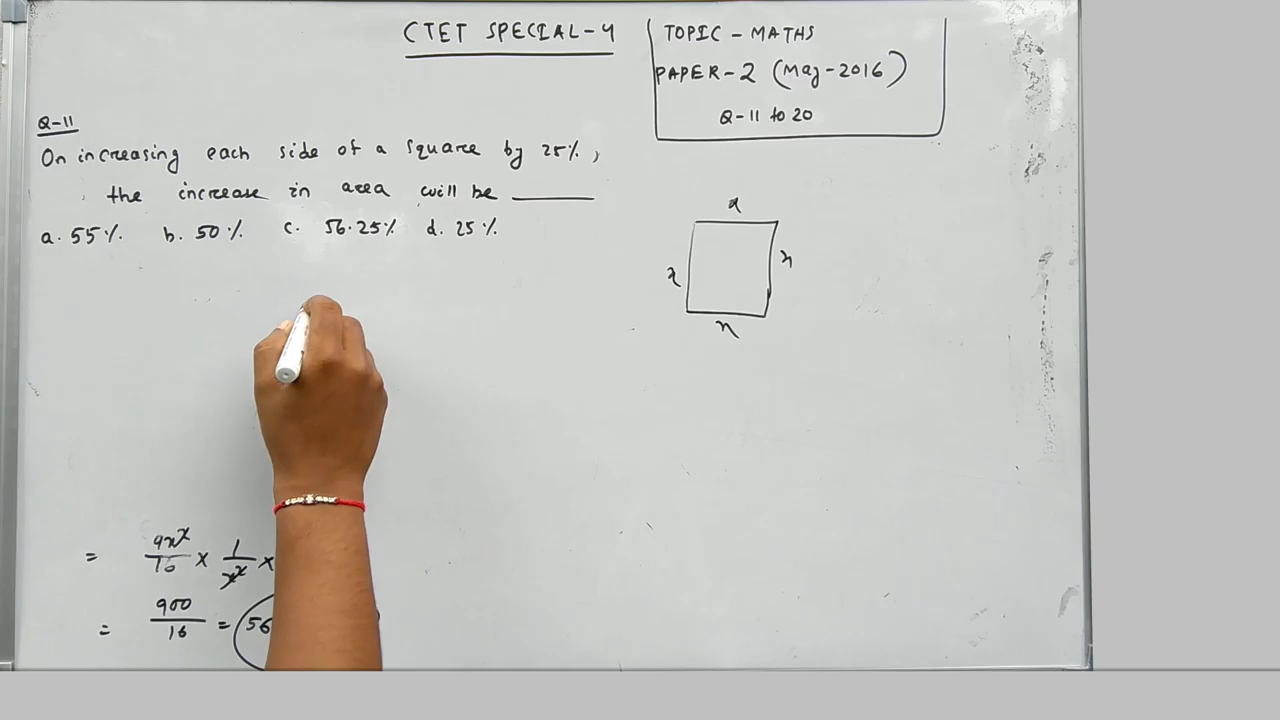 CTET SPECIAL-4
TOPIC - MATHS
PAPER-2 (May-2016)
Q-11 to 20
Q-11
On increasing each side of a square by 25%,
the increase in area will be ______
a. 55% b. 50% c. 56.25% d. 25%
x
x
x
x
= 9x²/16 × 1/x² ×
= 900/16 = 56